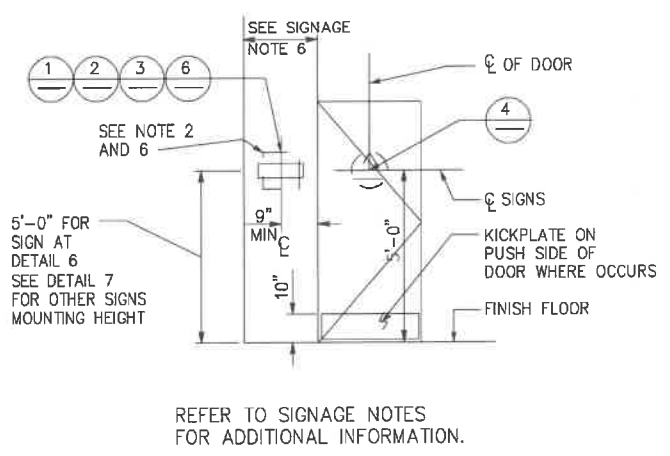 SEE SIGNAGE
NOTE 6
1 2 3 6
℄ OF DOOR
4
SEE NOTE 2
AND 6
℄ SIGNS
9"
MIN
℄
5'-0"
5'-0" FOR
SIGN AT
DETAIL 6
SEE DETAIL 7
FOR OTHER SIGNS
MOUNTING HEIGHT
KICKPLATE ON
PUSH SIDE OF
DOOR WHERE OCCURS
10"
FINISH FLOOR
REFER TO SIGNAGE NOTES
FOR ADDITIONAL INFORMATION.